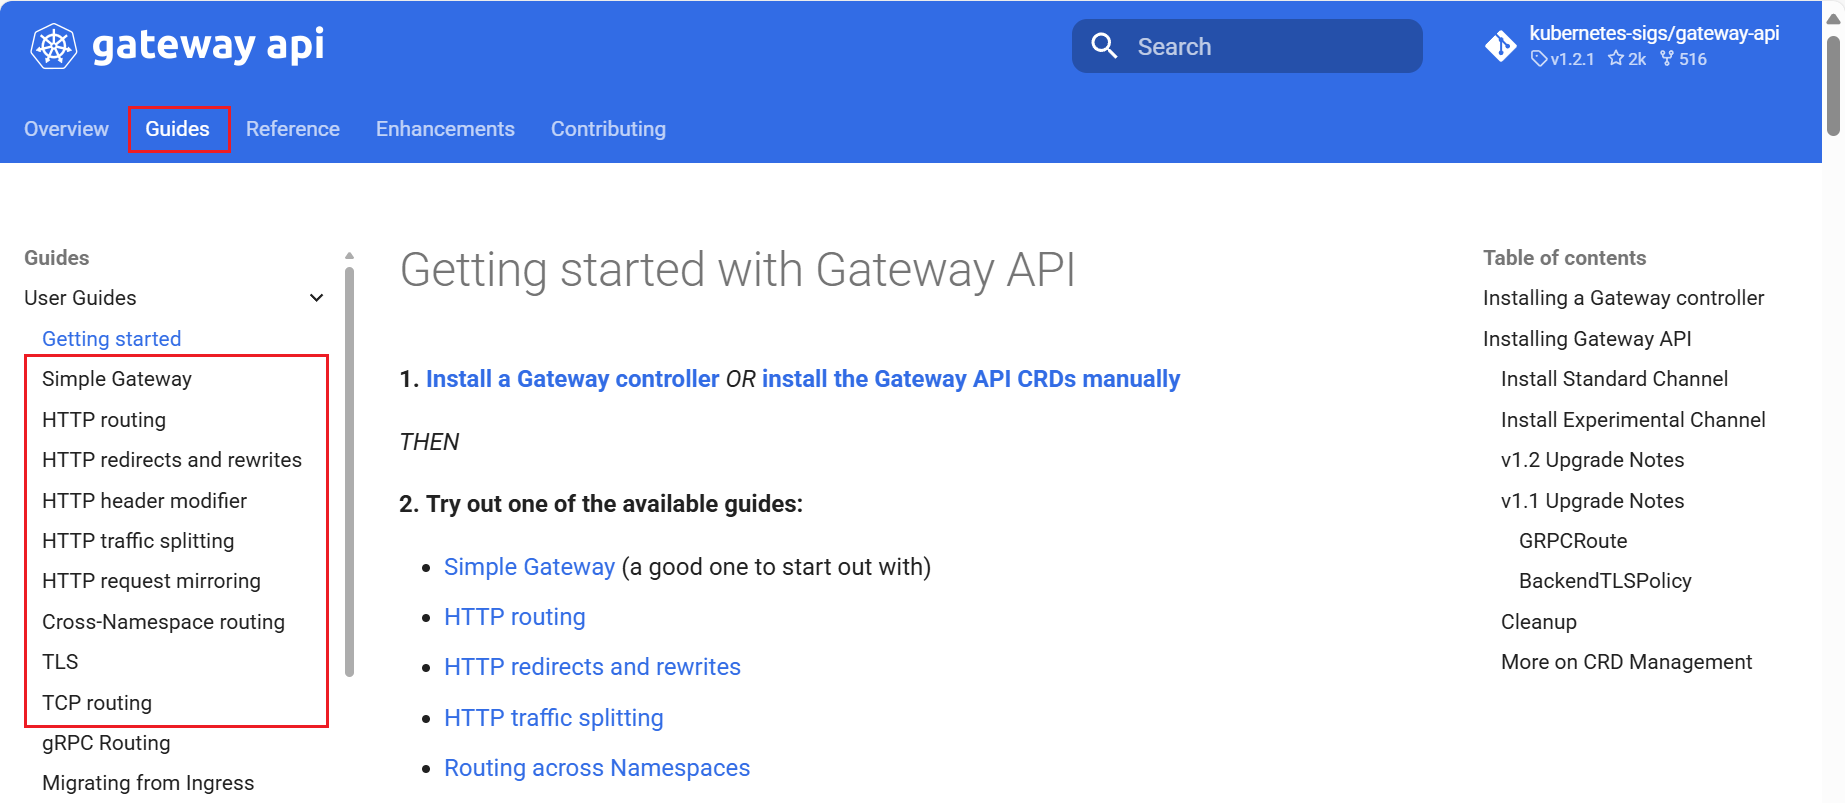 gateway api
Search
kubernetes-sigs/gateway-api
v1.2.1 2k 516
Overview Guides Reference Enhancements Contributing
Guides
User Guides
Getting started
Simple Gateway
HTTP routing
HTTP redirects and rewrites
HTTP header modifier
HTTP traffic splitting
HTTP request mirroring
Cross-Namespace routing
TLS
TCP routing
gRPC Routing
Migrating from Ingress
Getting started with Gateway API
1. Install a Gateway controller OR install the Gateway API CRDs manually
THEN
2. Try out one of the available guides:
• Simple Gateway (a good one to start out with)
• HTTP routing
• HTTP redirects and rewrites
• HTTP traffic splitting
• Routing across Namespaces
Table of contents
Installing a Gateway controller
Installing Gateway API
Install Standard Channel
Install Experimental Channel
v1.2 Upgrade Notes
v1.1 Upgrade Notes
GRPCRoute
BackendTLSPolicy
Cleanup
More on CRD Management